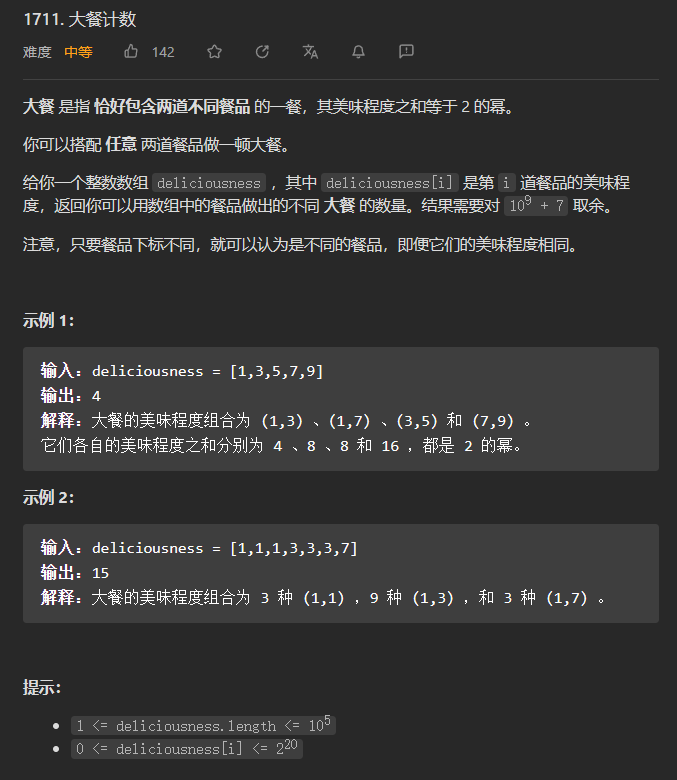 1711. 大餐计数
难度 中等 142
大餐 是指 恰好包含两道不同餐品 的一餐，其美味程度之和等于 2 的幂。
你可以搭配 任意 两道餐品做一顿大餐。
给你一个整数数组 deliciousness ，其中 deliciousness[i] 是第 i 道餐品的美味程
度，返回你可以用数组中的餐品做出的不同 大餐 的数量。结果需要对 10^9 + 7 取余。
注意，只要餐品下标不同，就可以认为是不同的餐品，即便它们的美味程度相同。
示例 1：
输入：deliciousness = [1,3,5,7,9]
输出：4
解释：大餐的美味程度组合为 (1,3) 、(1,7) 、(3,5) 和 (7,9) 。
它们各自的美味程度之和分别为 4 、8 、8 和 16 ，都是 2 的幂。
示例 2：
输入：deliciousness = [1,1,1,3,3,3,7]
输出：15
解释：大餐的美味程度组合为 3 种 (1,1) ，9 种 (1,3) ，和 3 种 (1,7) 。
提示：
1 <= deliciousness.length <= 10^5
0 <= deliciousness[i] <= 2^20